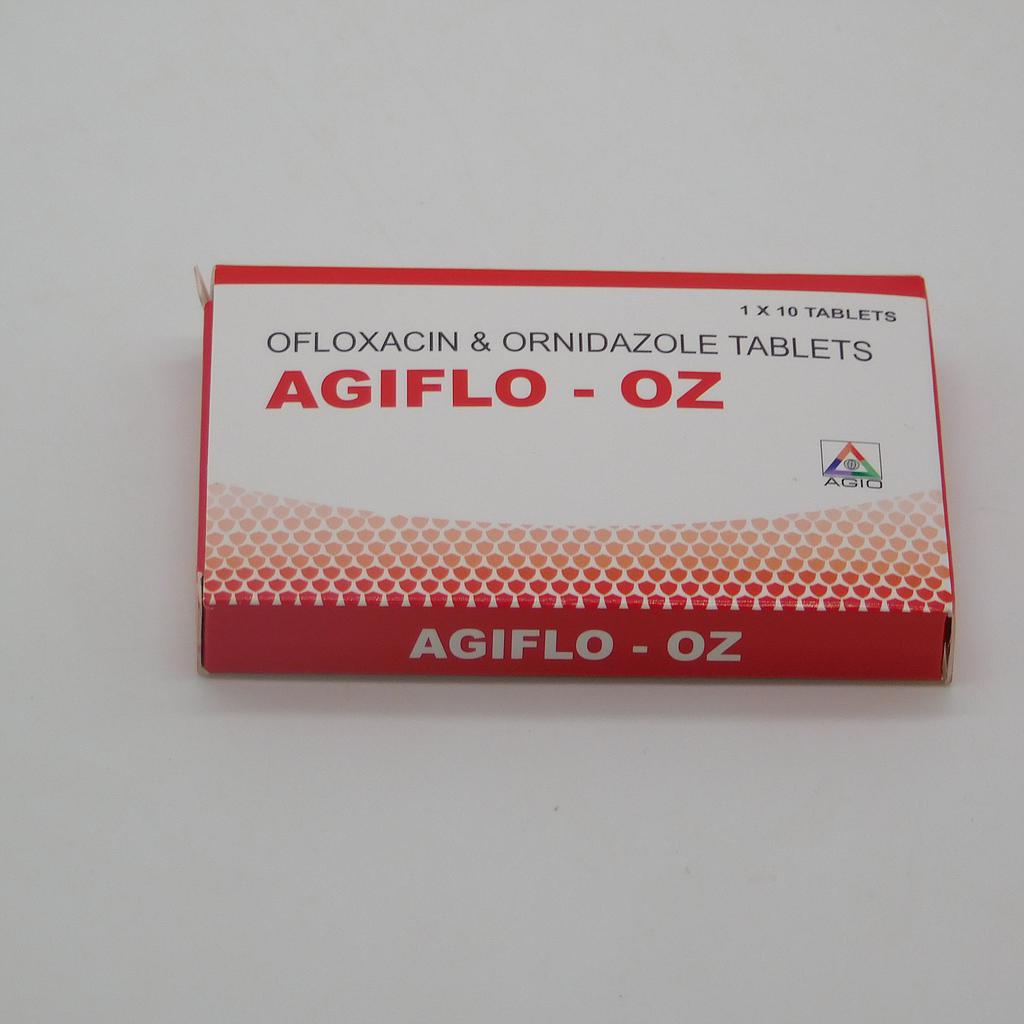 1 X 10 TABLETS
OFLOXACIN & ORNIDAZOLE TABLETS
AGIFLO - OZ
AGIO
AGIFLO - OZ